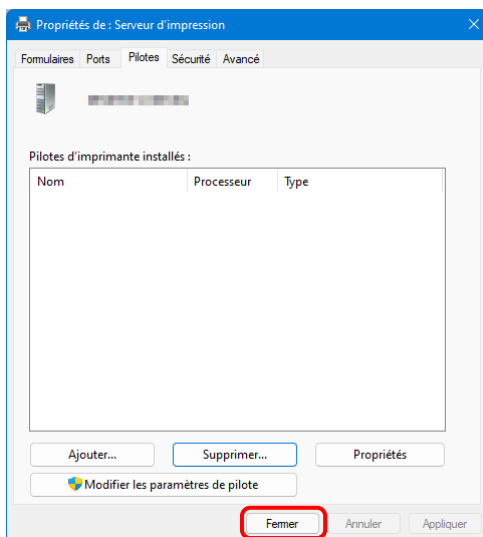 Propriétés de : Serveur d'impression
Formulaires Ports Pilotes Sécurité Avancé
Pilotes d'imprimante installés :
Nom Processeur Type
Ajouter... Supprimer... Propriétés
Modifier les paramètres de pilote
Fermer Annuler Appliquer